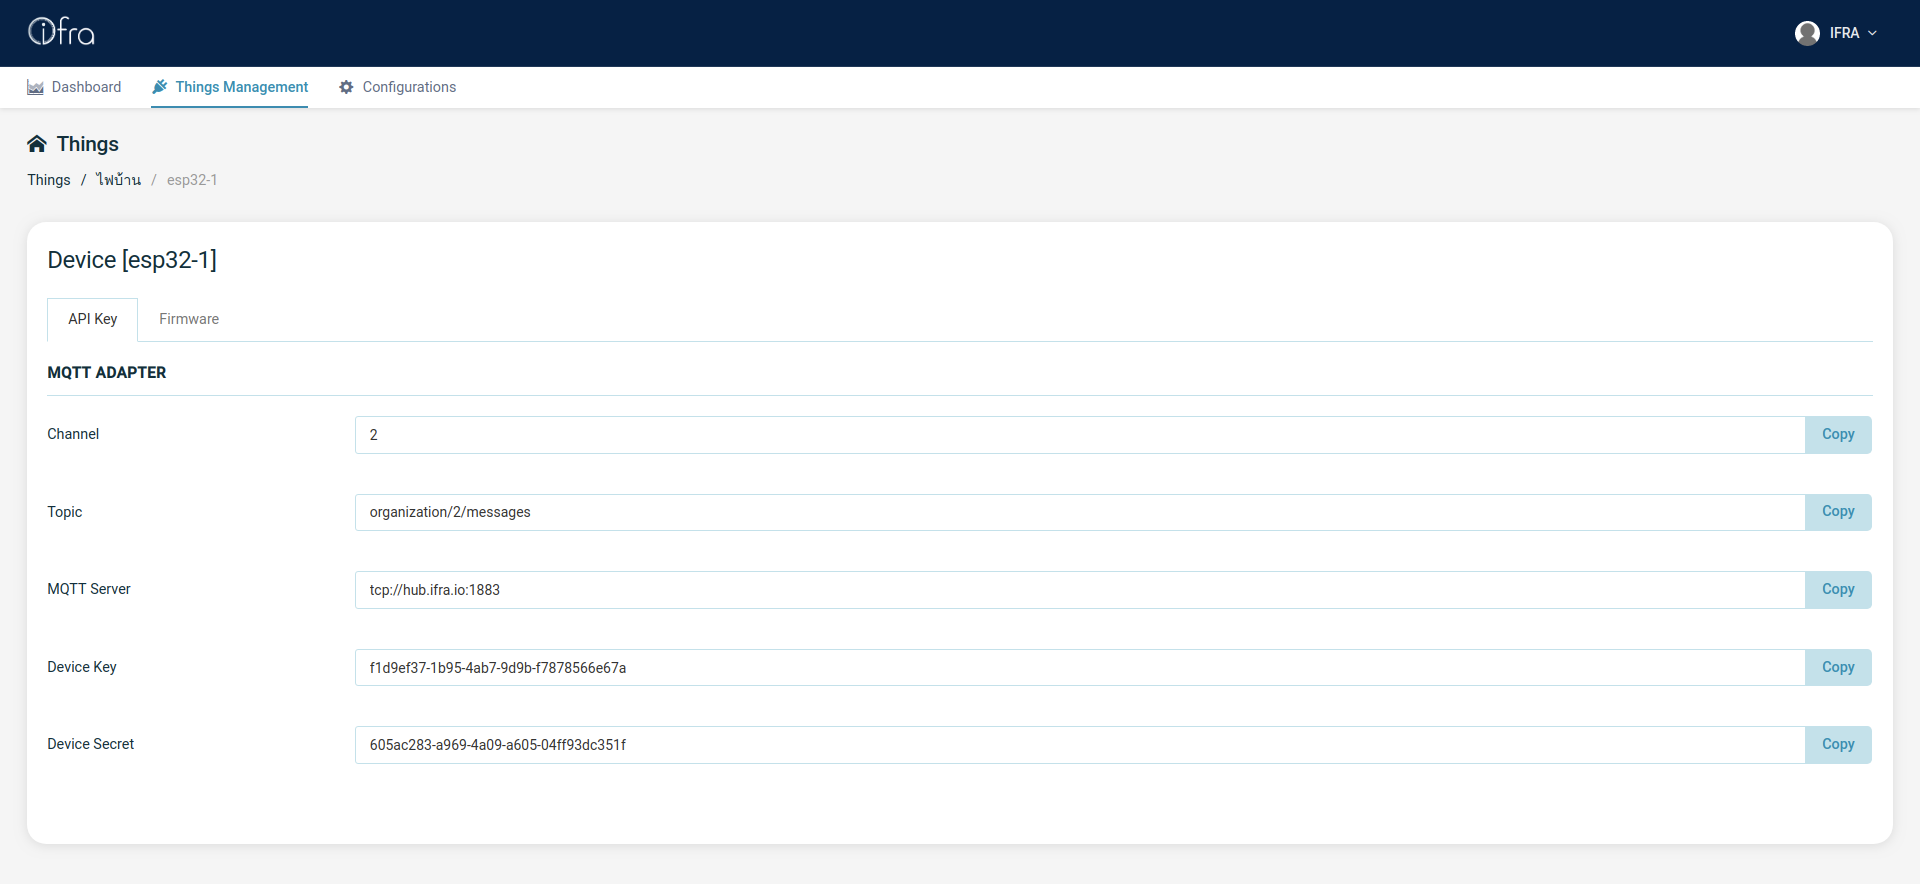 ifra
IFRA
Dashboard Things Management Configurations
Things
Things / ไฟบ้าน / esp32-1
Device [esp32-1]
API Key Firmware
MQTT ADAPTER
Channel 2 Copy
Topic organization/2/messages Copy
MQTT Server tcp://hub.ifra.io:1883 Copy
Device Key f1d9ef37-1b95-4ab7-9d9b-f7878566e67a Copy
Device Secret 605ac283-a969-4a09-a605-04ff93dc351f Copy